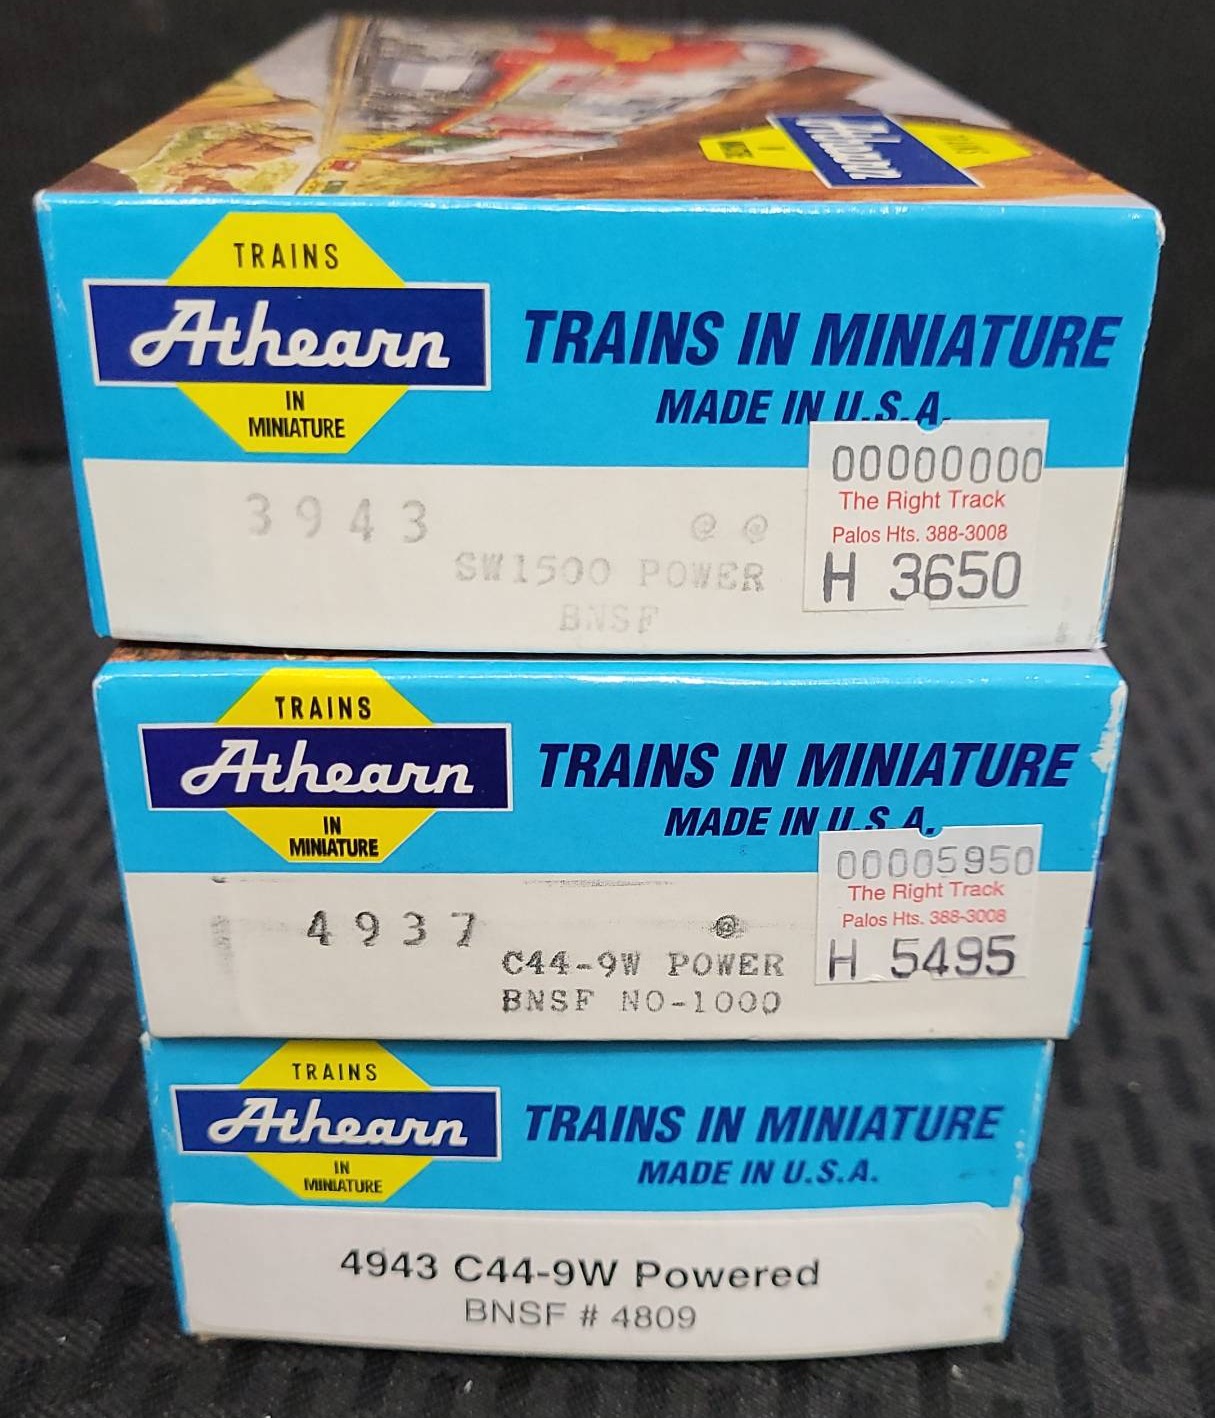 TRAINS
Athearn
TRAINS
Athearn
IN
MINIATURE
TRAINS IN MINIATURE
MADE IN U.S.A.
3943
@ @
SW1500 POWER
BNSF
00000000
The Right Track
Palos Hts. 388-3008
H 3650
TRAINS
Athearn
IN
MINIATURE
TRAINS IN MINIATURE
MADE IN U.S.A.
4937
@
C44-9W POWER
BNSF NO-1000
00005950
The Right Track
Palos Hts. 388-3008
H 5495
TRAINS
Athearn
IN
MINIATURE
TRAINS IN MINIATURE
MADE IN U.S.A.
4943 C44-9W Powered
BNSF # 4809